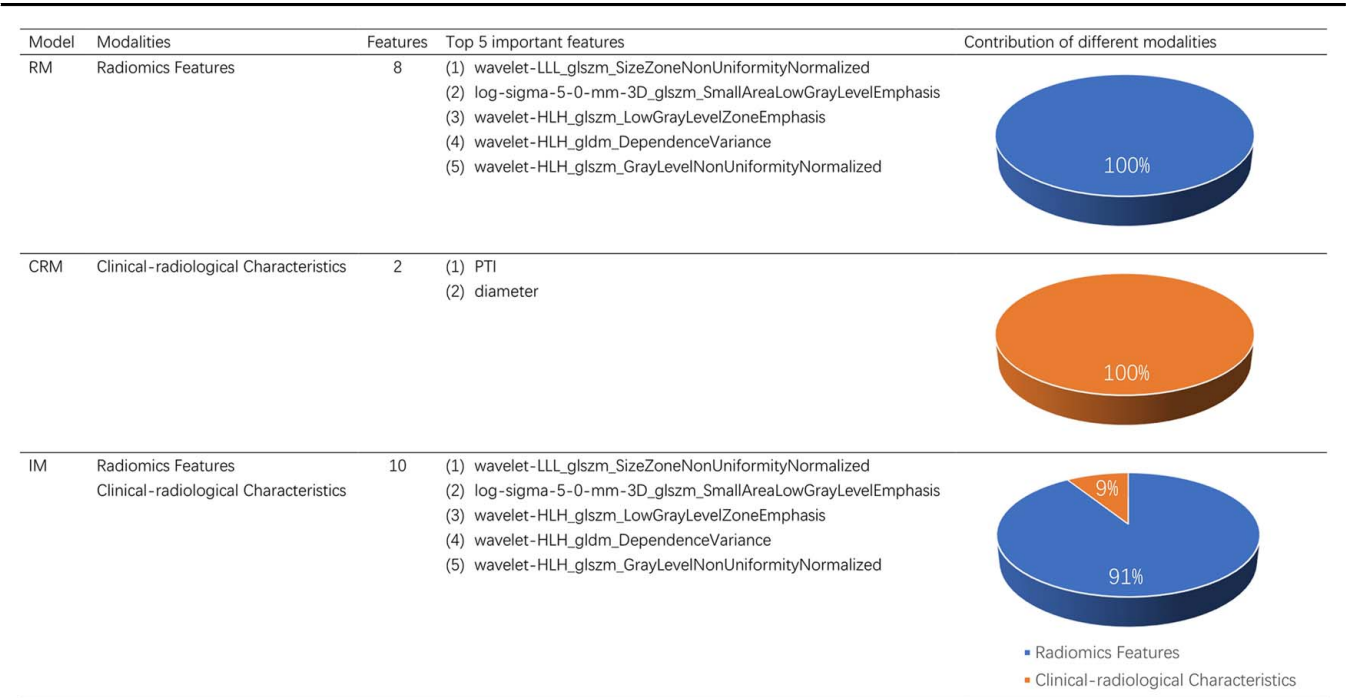 Model Modalities Features Top 5 important features Contribution of different modalities
RM Radiomics Features 8 (1) wavelet-LLL_glszm_SizeZoneNonUniformityNormalized
(2) log-sigma-5-0-mm-3D_glszm_SmallAreaLowGrayLevelEmphasis
(3) wavelet-HLH_glszm_LowGrayLevelZoneEmphasis
(4) wavelet-HLH_gldm_DependenceVariance
(5) wavelet-HLH_glszm_GrayLevelNonUniformityNormalized
100%
CRM Clinical-radiological Characteristics 2 (1) PTI
(2) diameter
100%
IM Radiomics Features 10 (1) wavelet-LLL_glszm_SizeZoneNonUniformityNormalized
Clinical-radiological Characteristics (2) log-sigma-5-0-mm-3D_glszm_SmallAreaLowGrayLevelEmphasis
(3) wavelet-HLH_glszm_LowGrayLevelZoneEmphasis
(4) wavelet-HLH_gldm_DependenceVariance
(5) wavelet-HLH_glszm_GrayLevelNonUniformityNormalized
9%
91%
Radiomics Features
Clinical-radiological Characteristics